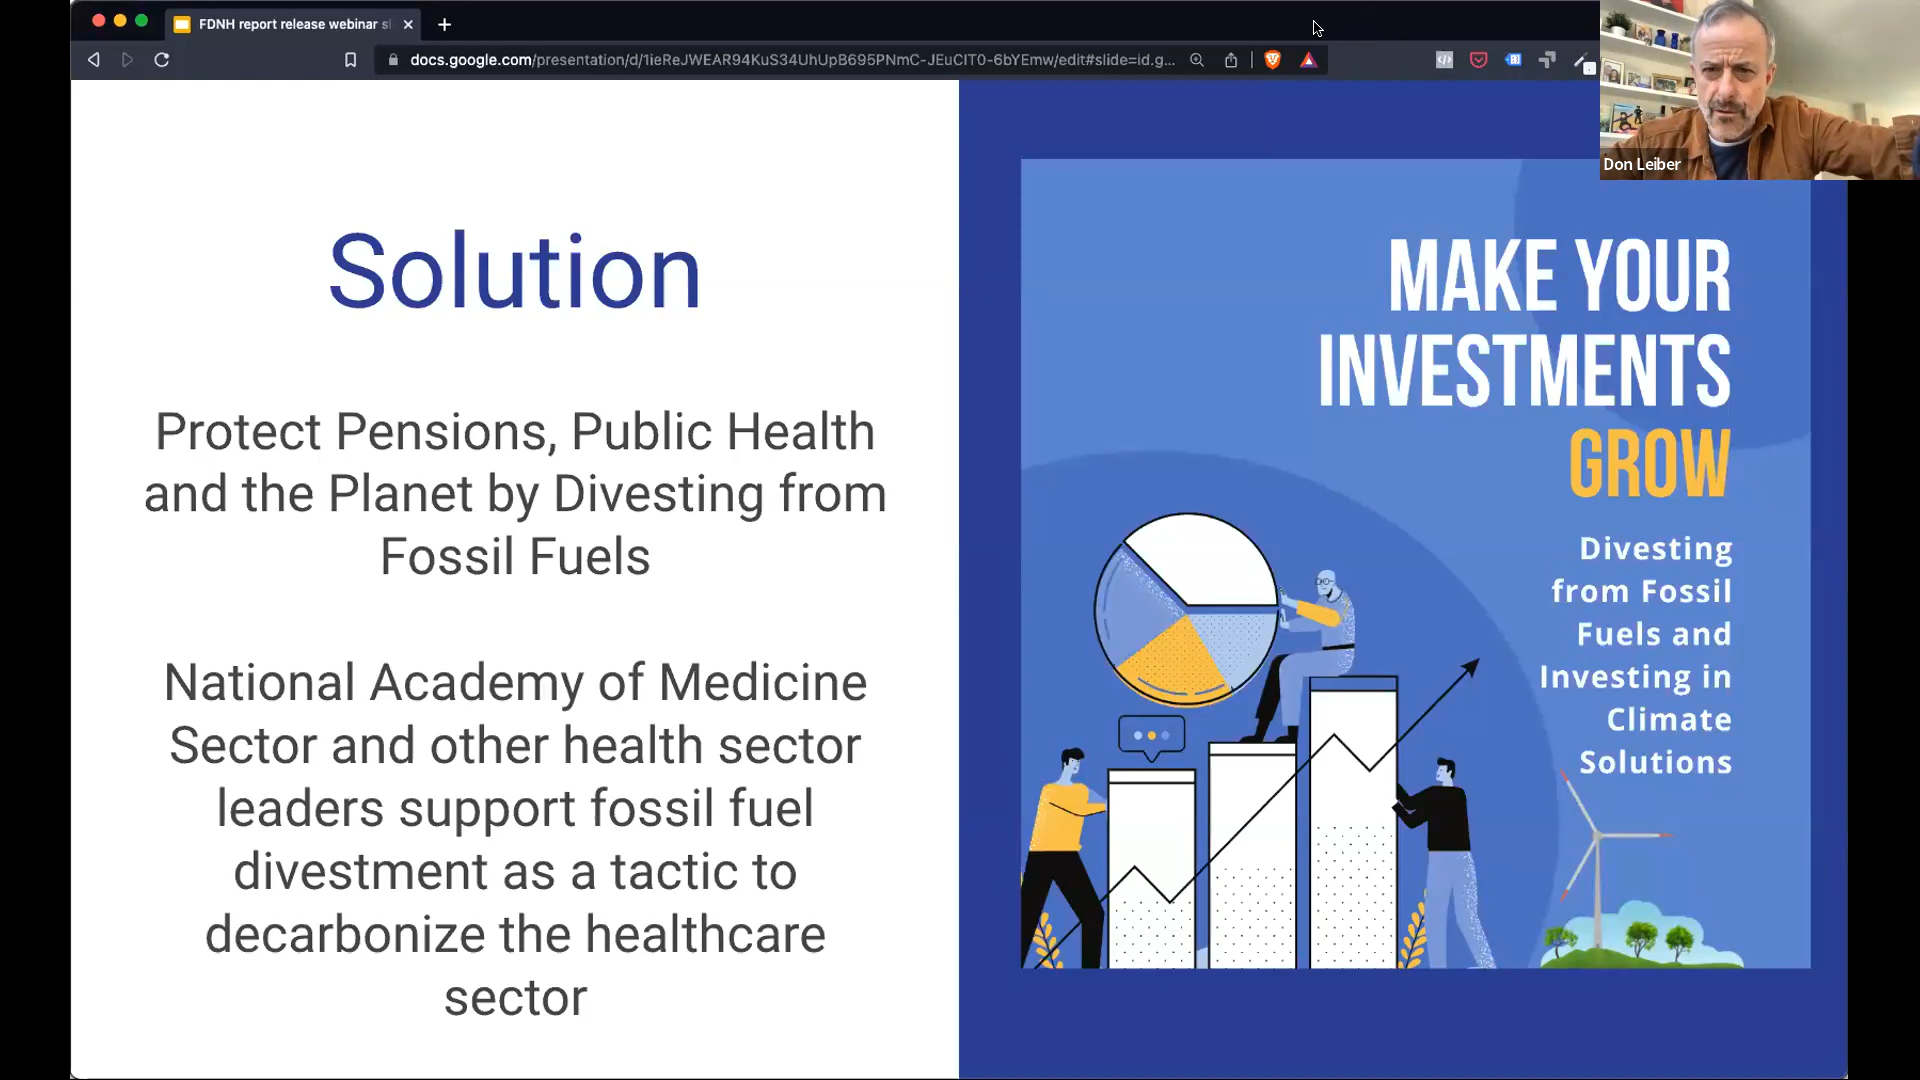 FDNH report release webinar s
docs.google.com/presentation/d/1ieReJWEAR94KuS34UhUpB695PNmC-JEuCIT0-6bYEmw/edit#slide=id.g...
Don Leiber
Solution
Protect Pensions, Public Health
and the Planet by Divesting from
Fossil Fuels
National Academy of Medicine
Sector and other health sector
leaders support fossil fuel
divestment as a tactic to
decarbonize the healthcare
sector
MAKE YOUR
INVESTMENTS
GROW
Divesting
from Fossil
Fuels and
Investing in
Climate
Solutions